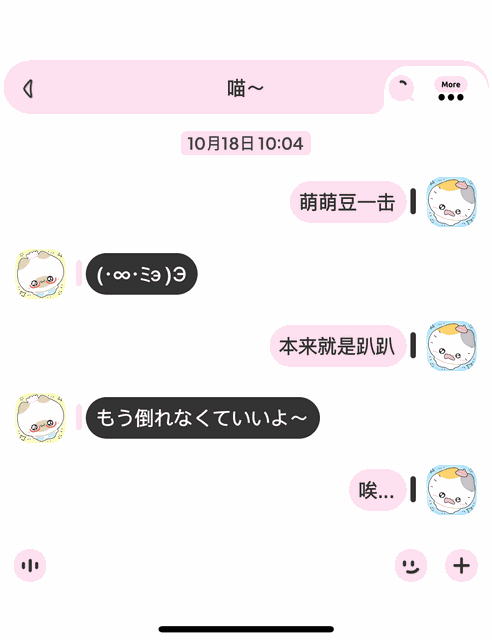 喵～
More
10月18日 10:04
萌萌豆一击
(･∞･ミэ)Э
本来就是趴趴
もう倒れなくていいよ～
唉...